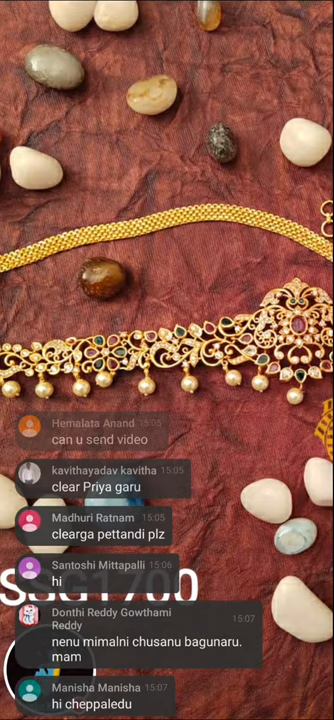 Hemalata Anand 15:05
can u send video
kavithayadav kavitha 15:05
clear Priya garu
Madhuri Ratnam 15:05
clearga pettandi plz
Santoshi Mittapalli 15:06
hi
SSG1700
Donthi Reddy Gowthami
Reddy 15:07
nenu mimalni chusanu bagunaru.
mam
Manisha Manisha 15:07
hi cheppaledu